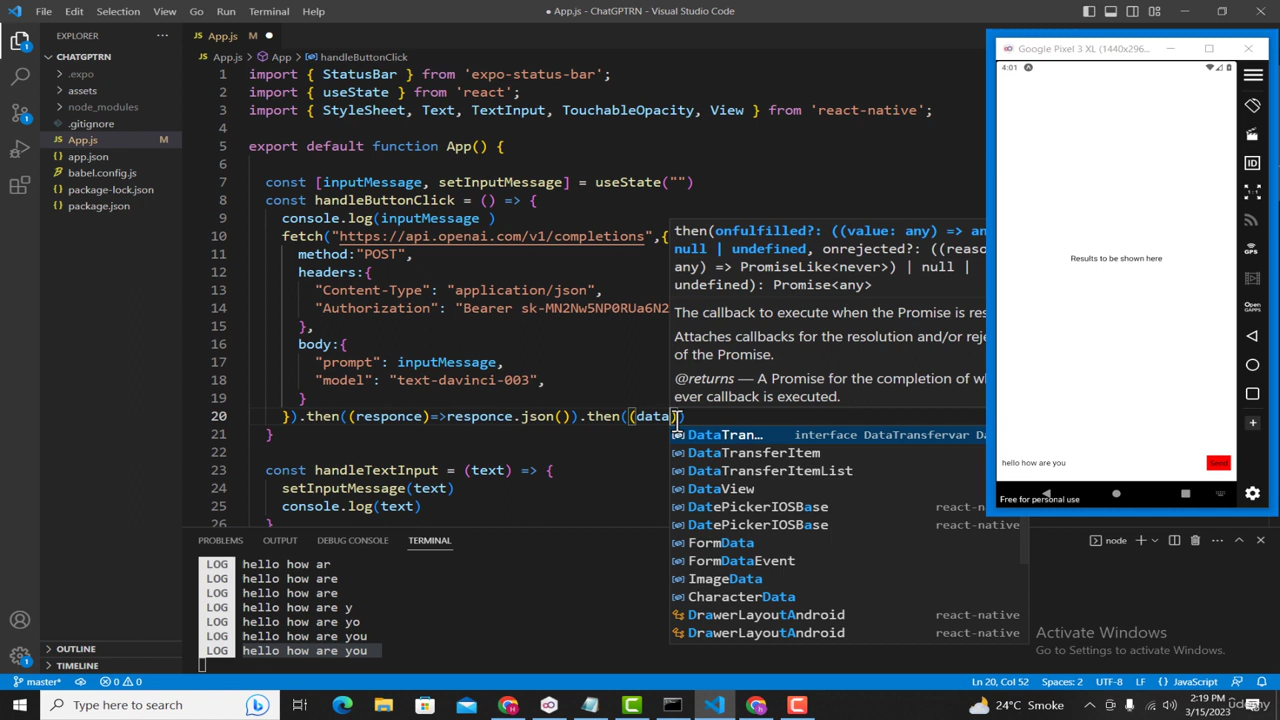 File Edit Selection View Go Run Terminal Help
● App.js - ChatGPTRN - Visual Studio Code
EXPLORER
CHATGPTRN
.expo
assets
node_modules
.gitignore
App.js M
app.json
babel.config.js
package-lock.json
package.json
OUTLINE
TIMELINE
App.js M ●
App.js > App > handleButtonClick
1 import { StatusBar } from 'expo-status-bar';
2 import { useState } from 'react';
3 import { StyleSheet, Text, TextInput, TouchableOpacity, View } from 'react-native';
4
5 export default function App() {
6
7 const [inputMessage, setInputMessage] = useState("")
8 const handleButtonClick = () => {
9 console.log(inputMessage )
10 fetch("https://api.openai.com/v1/completions",{
11 method:"POST",
12 headers:{
13 "Content-Type": "application/json",
14 "Authorization": "Bearer sk-MN2Nw5NP0RUa6N2
15 },
16 body:{
17 "prompt": inputMessage,
18 "model": "text-davinci-003",
19 }
20 }).then((responce)=>responce.json()).then((data))
21 }
22
23 const handleTextInput = (text) => {
24 setInputMessage(text)
25 console.log(text)
26 }
then(onfulfilled?: ((value: any) => an
null | undefined, onrejected?: ((reaso
any) => PromiseLike<never>) | null |
undefined): Promise<any>
The callback to execute when the Promise is res
Attaches callbacks for the resolution and/or rej
of the Promise.
@returns — A Promise for the completion of wh
ever callback is executed.
DataTran… interface DataTransfervar Da
DataTransferItem
DataTransferItemList
DataView
DatePickerIOSBase react-n
DatePickerIOSBase react-n
FormData
FormDataEvent
ImageData
CharacterData
DrawerLayoutAndroid react-native
DrawerLayoutAndroid react-native
PROBLEMS OUTPUT DEBUG CONSOLE TERMINAL
node
LOG hello how ar
LOG hello how are
LOG hello how are
LOG hello how are y
LOG hello how are yo
LOG hello how are you
LOG hello how are you
Google Pixel 3 XL (1440x296...
4:01
Results to be shown here
hello how are you
Send
Free for personal use
ID
1:1
GPS
OPEN
GAPPS
Activate Windows
Go to Settings to activate Windows.
master* 0 0 Ln 20, Col 52 Spaces: 2 UTF-8 LF {} JavaScript
Type here to search
24°C Smoke
2:19 PM
3/15/2023
ûdemy